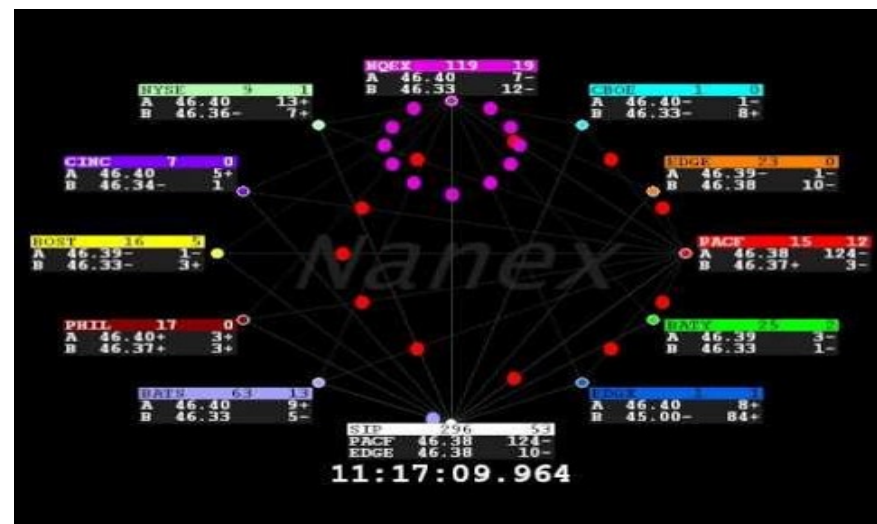 NQEX 119 19
A 46.40 7-
B 46.33 12-
NYSE 9 1
A 46.40 13+
B 46.36- 7+
CBOE 1 0
A 46.40- 1-
B 46.33- 8+
CINC 7 0
A 46.40 5+
B 46.34- 1
EDGE 23 0
A 46.39- 1-
B 46.38 10-
BOST 16 5
A 46.39- 1-
B 46.33- 3+
Nanex
PACF 15 12
A 46.38 124-
B 46.37+ 3-
PHIL 17 0
A 46.40+ 3+
B 46.37+ 3+
BATY 25 2
A 46.39 3-
B 46.33 1-
BATS 63 13
A 46.40 9+
B 46.33 5-
EDGX 1 1
A 46.40 8+
B 45.00- 84+
SIP 296 53
PACF 46.38 124-
EDGE 46.38 10-
11:17:09.964